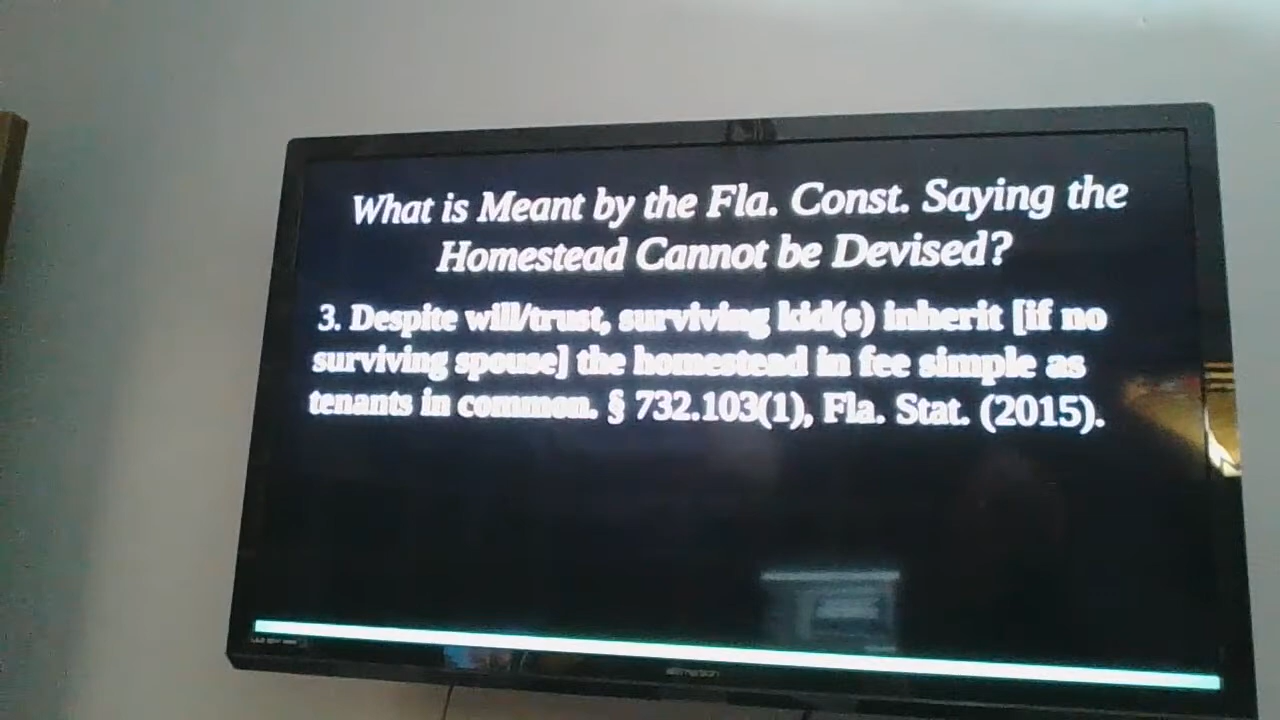 What is Meant by the Fla. Const. Saying the
Homestead Cannot be Devised?
3. Despite will/trust, surviving kid(s) inherit [if no
surviving spouse] the homestead in fee simple as
tenants in common. § 732.103(1), Fla. Stat. (2015).